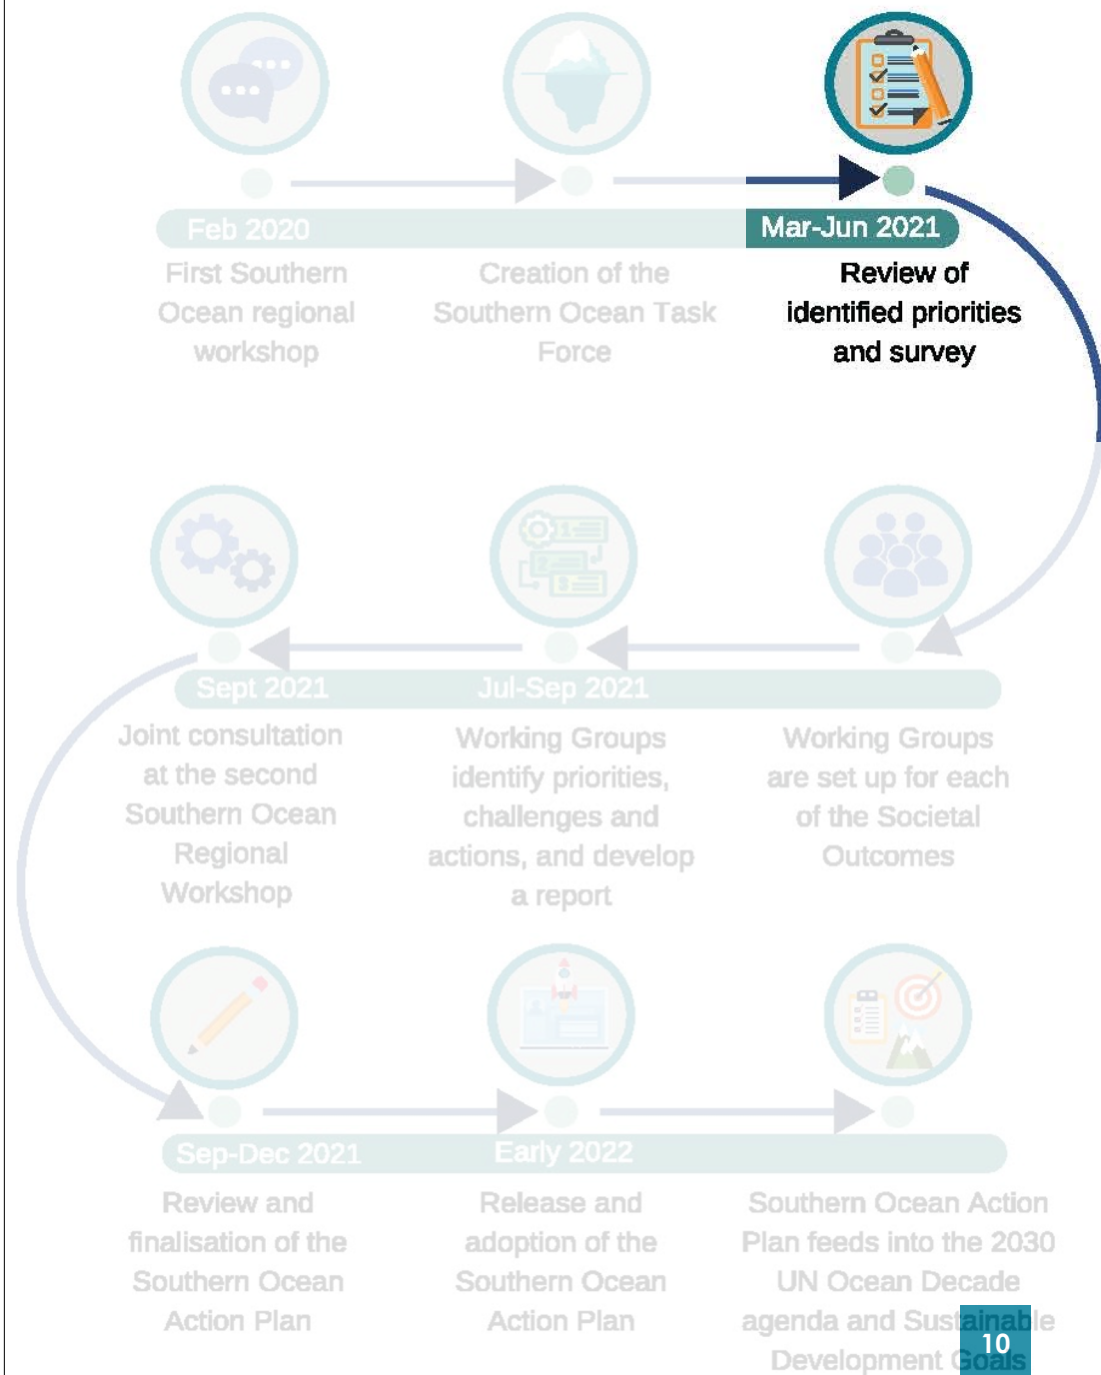 Feb 2020
Mar-Jun 2021
First Southern
Ocean regional
workshop
Creation of the
Southern Ocean Task
Force
Review of
identified priorities
and survey
1
2
3
Sept 2021
Jul-Sep 2021
Joint consultation
at the second
Southern Ocean
Regional
Workshop
Working Groups
identify priorities,
challenges and
actions, and develop
a report
Working Groups
are set up for each
of the Societal
Outcomes
Sep-Dec 2021
Early 2022
Review and
finalisation of the
Southern Ocean
Action Plan
Release and
adoption of the
Southern Ocean
Action Plan
Southern Ocean Action
Plan feeds into the 2030
UN Ocean Decade
agenda and Sustainable
Development Goals
10